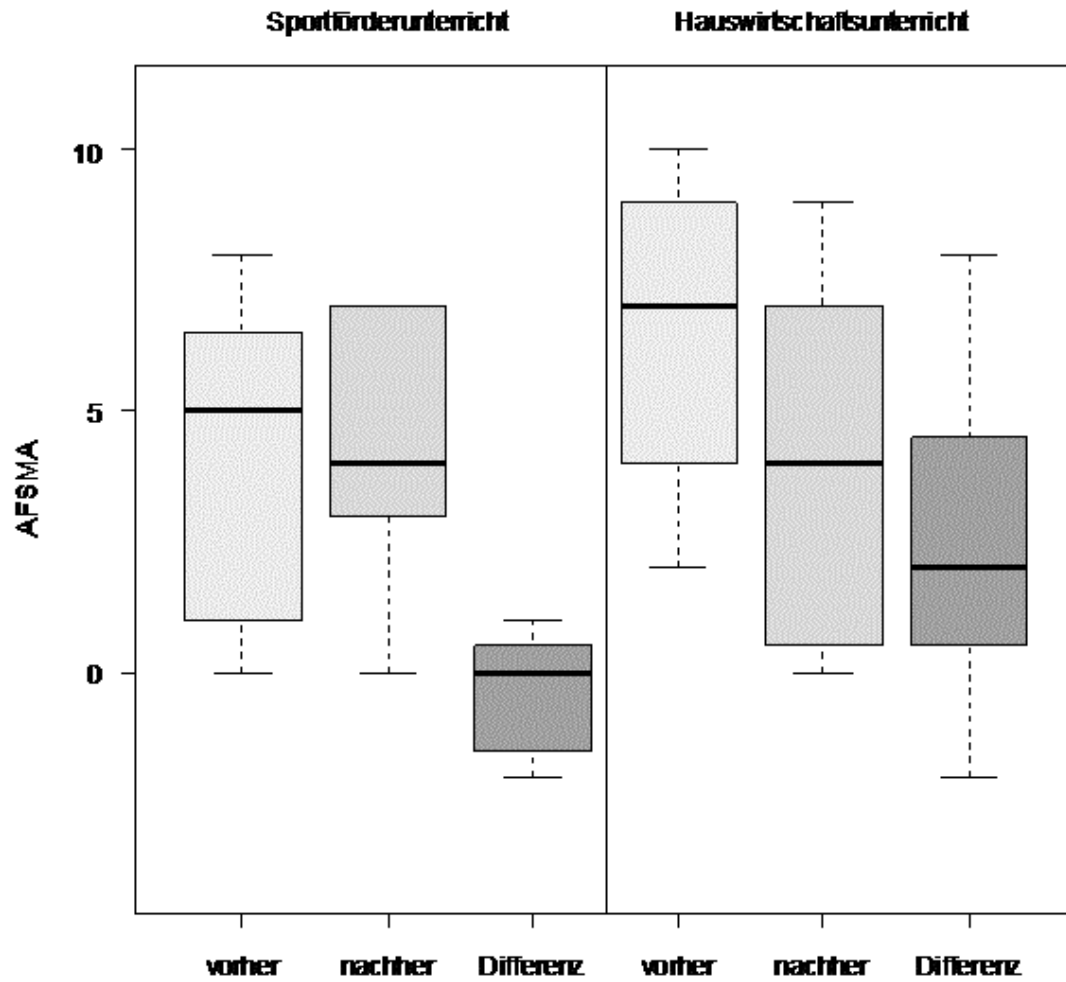 Sportförderunterricht Hauswirtschaftsunterricht
10
5
0
AFSMA
vorher nachher Differenz vorher nachher Differenz